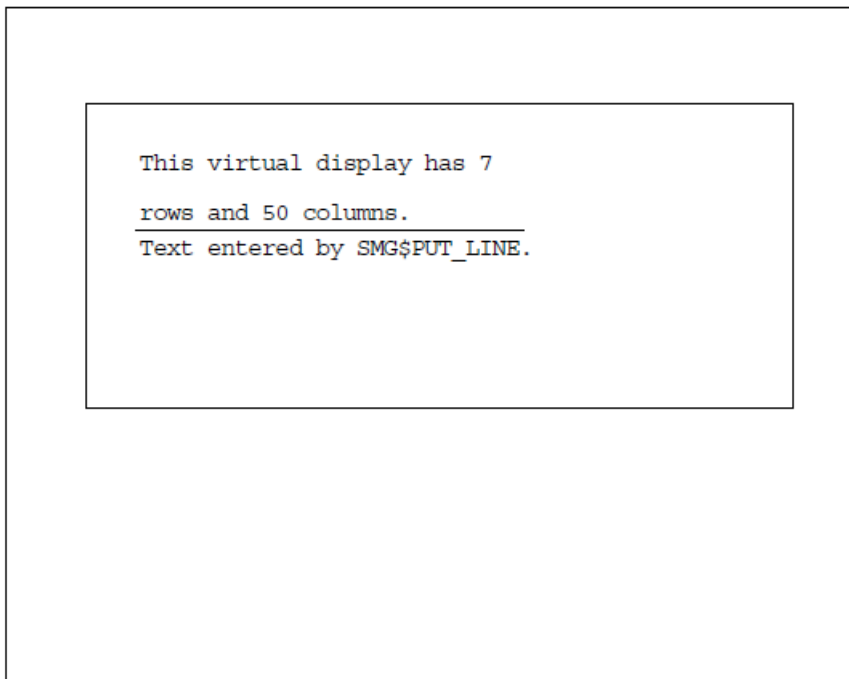 This virtual display has 7
rows and 50 columns.
Text entered by SMG$PUT_LINE.